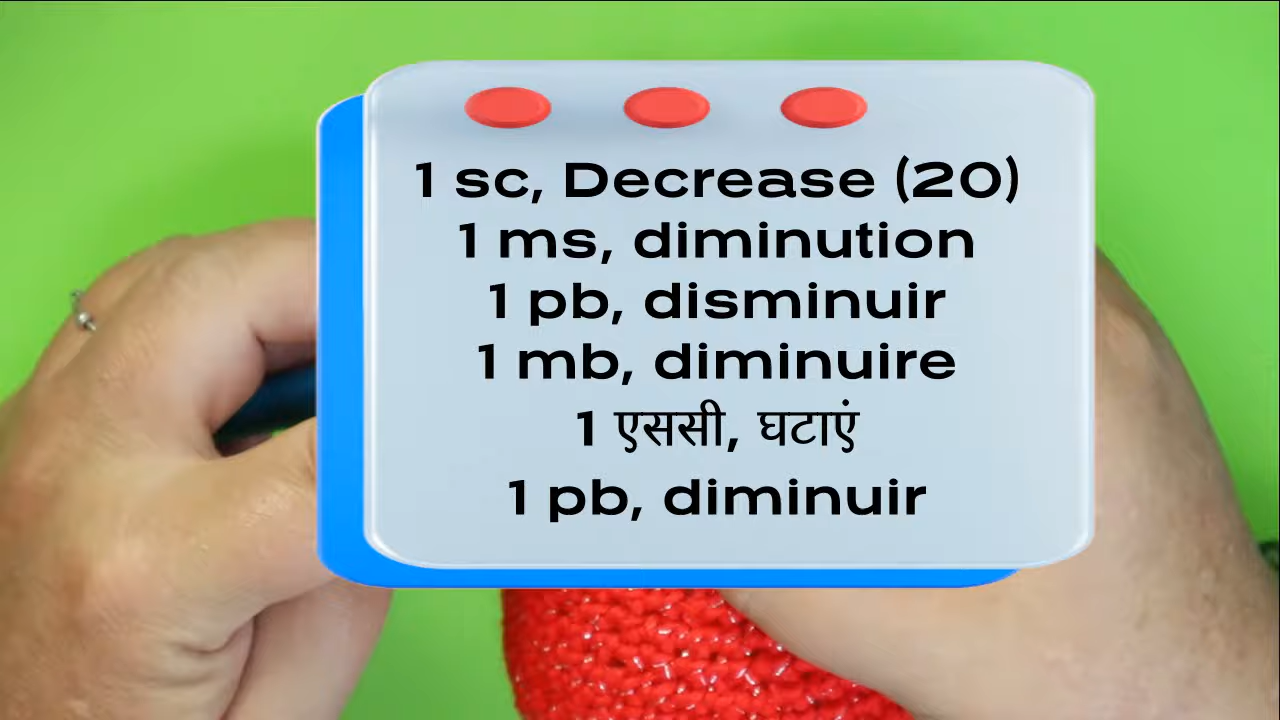 1 sc, Decrease (20)
1 ms, diminution
1 pb, disminuir
1 mb, diminuire
1 एससी, घटाएं
1 pb, diminuir